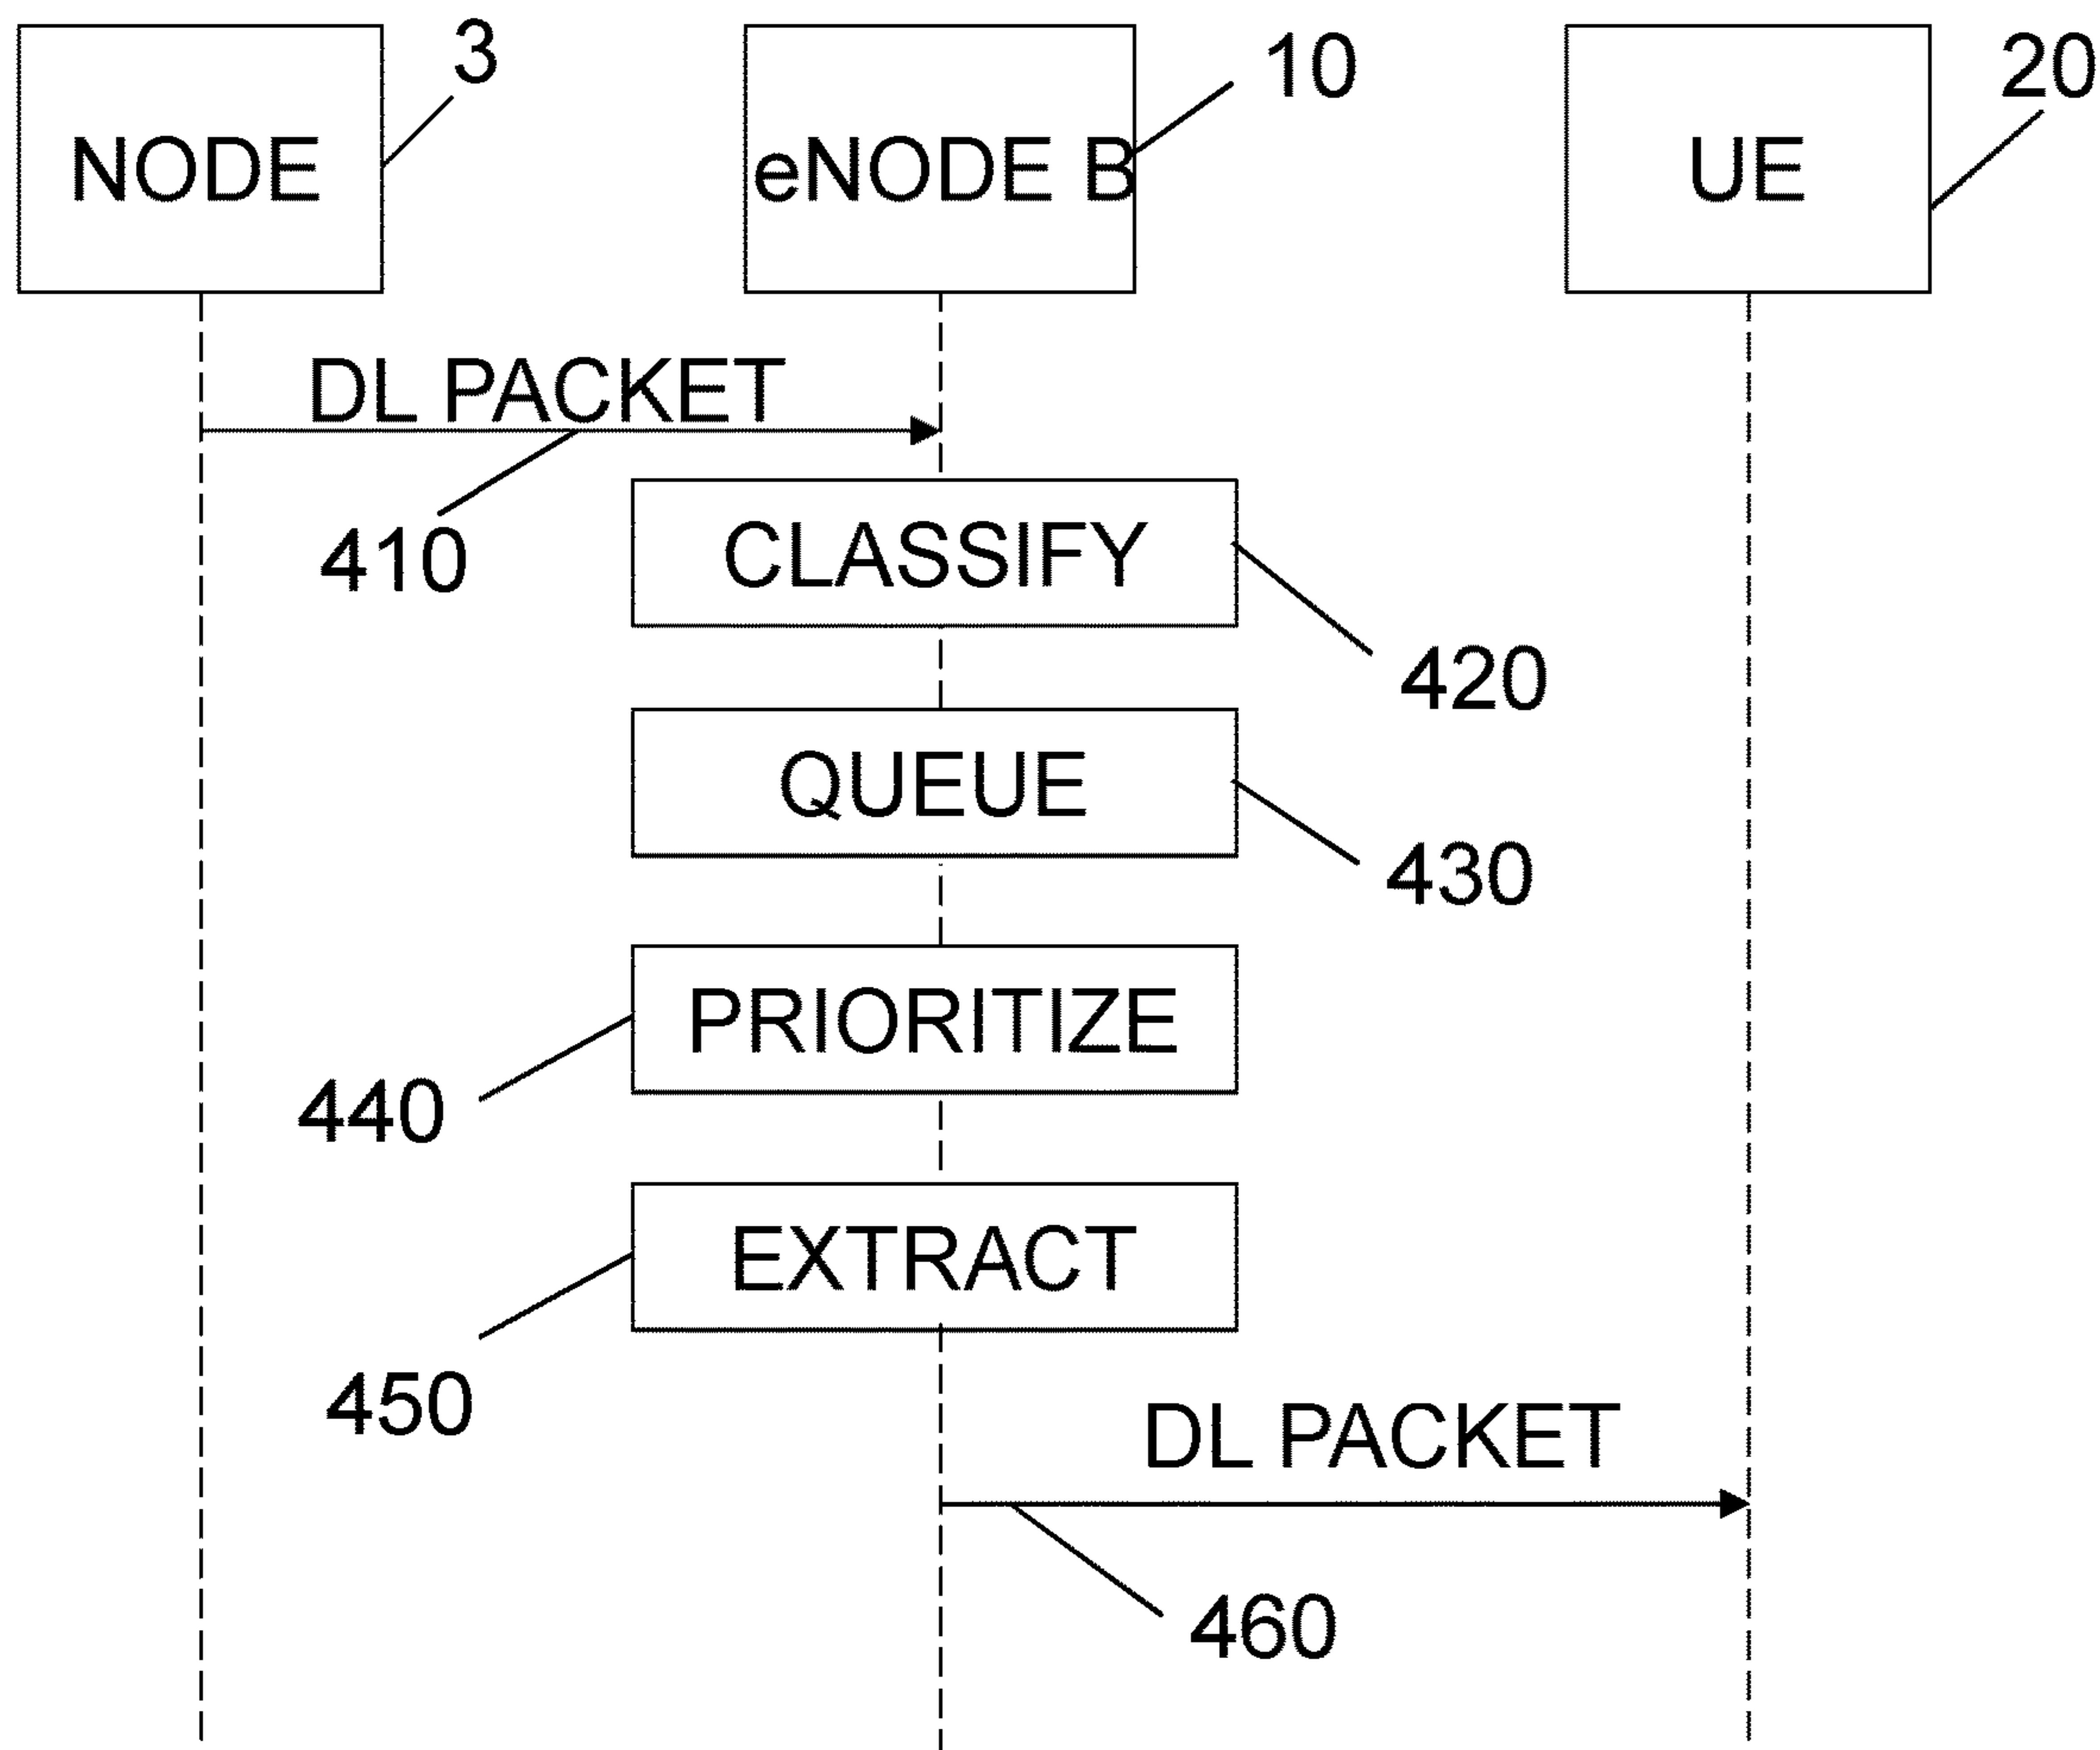 3
10
20
NODE
eNODE B
UE
DL PACKET
410
CLASSIFY
420
QUEUE
430
PRIORITIZE
440
EXTRACT
450
DL PACKET
460